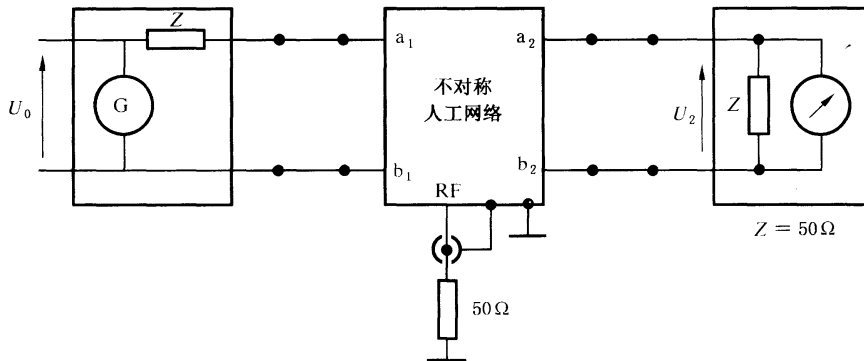 Z
a₁
a₂
U₀
G
不对称
人工网络
U₂
Z
b₁
b₂
RF
Z = 50Ω
50Ω